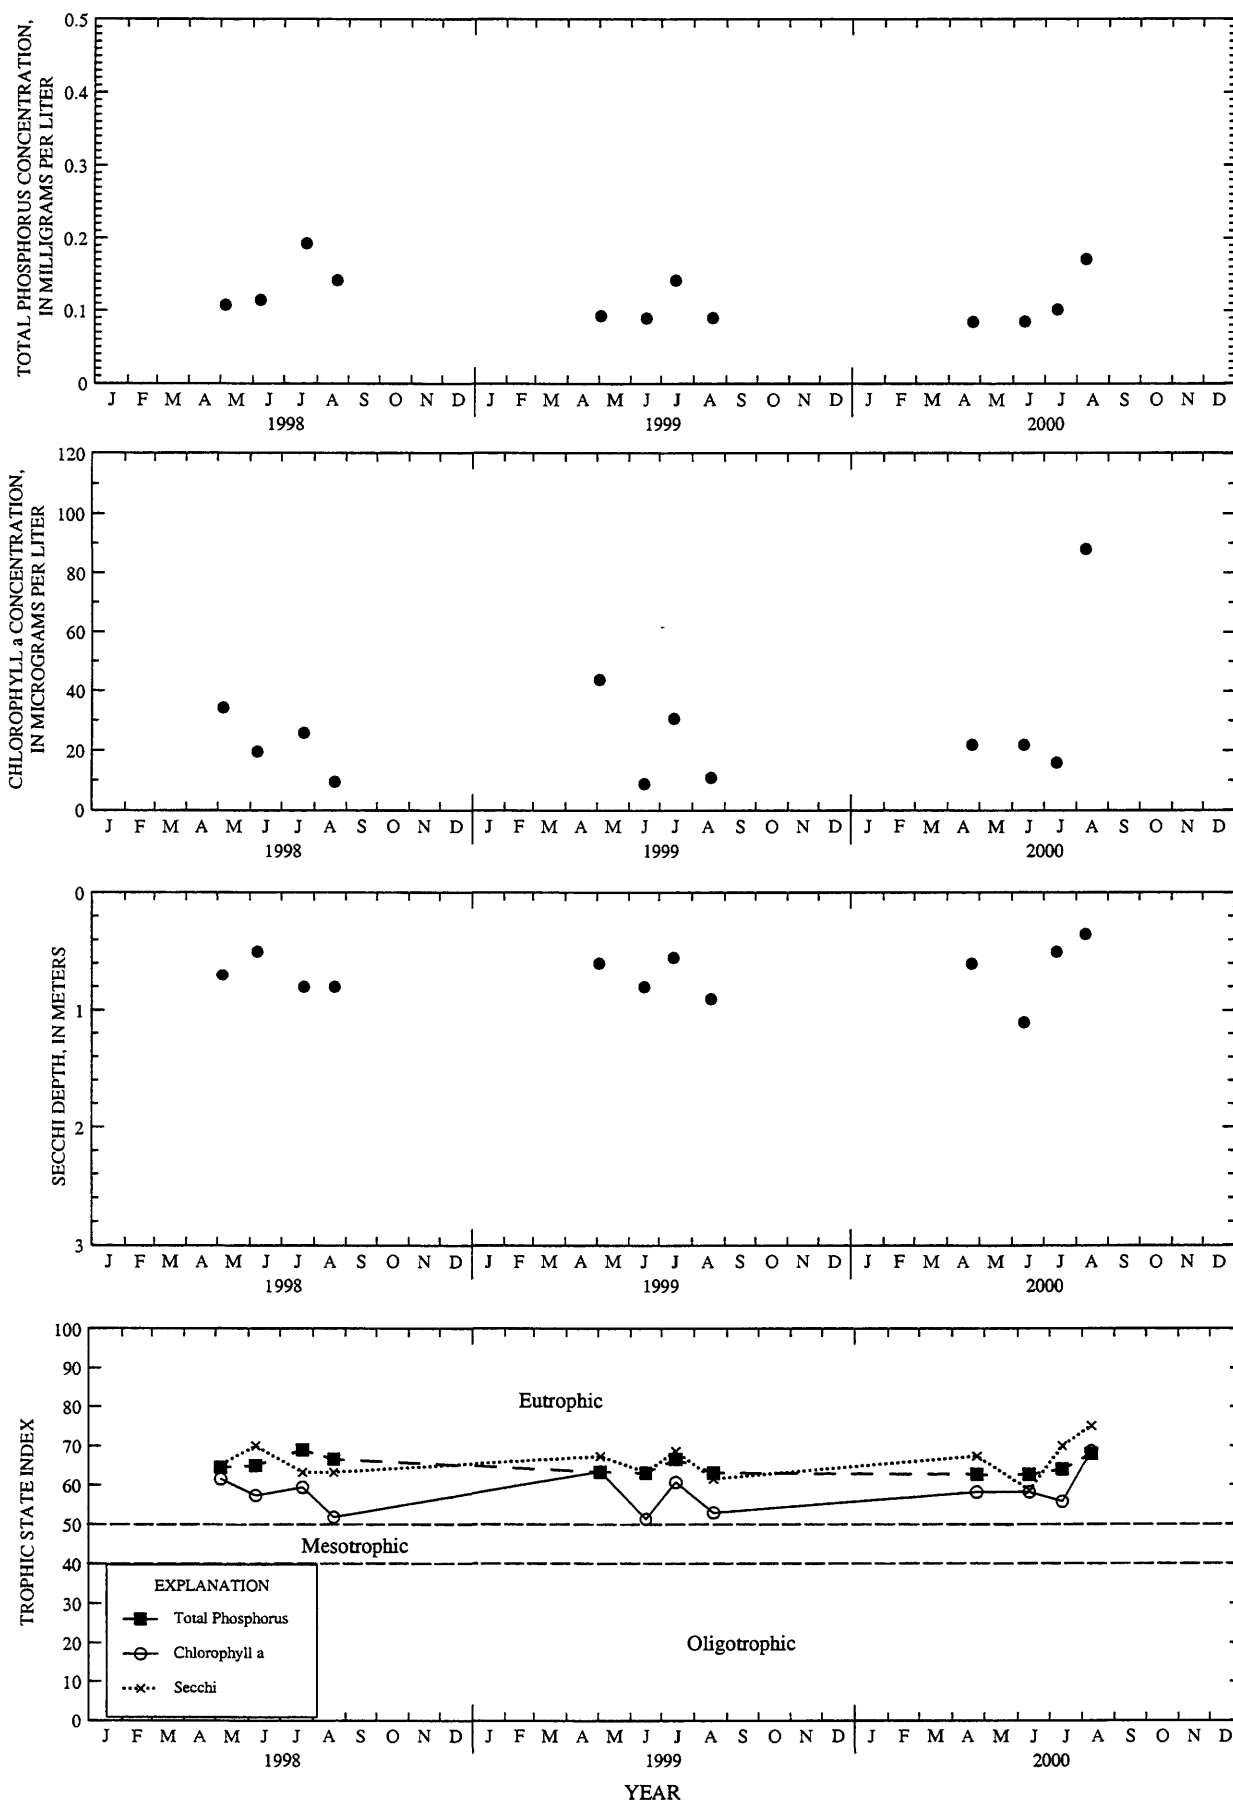 TOTAL PHOSPHORUS CONCENTRATION,
IN MILLIGRAMS PER LITER
0.5
0.4
0.3
0.2
0.1
0
J F M A M J J A S O N D J F M A M J J A S O N D J F M A M J J A S O N D
1998 1999 2000
CHLOROPHYLL a CONCENTRATION,
IN MICROGRAMS PER LITER
120
100
80
60
40
20
0
J F M A M J J A S O N D J F M A M J J A S O N D J F M A M J J A S O N D
1998 1999 2000
SECCHI DEPTH, IN METERS
0
1
2
3
J F M A M J J A S O N D J F M A M J J A S O N D J F M A M J J A S O N D
1998 1999 2000
TROPHIC STATE INDEX
100
90
80
70
60
50
40
30
20
10
0
Eutrophic
Mesotrophic
Oligotrophic
EXPLANATION
Total Phosphorus
Chlorophyll a
Secchi
J F M A M J J A S O N D J F M A M J J A S O N D J F M A M J J A S O N D
1998 1999 2000
YEAR